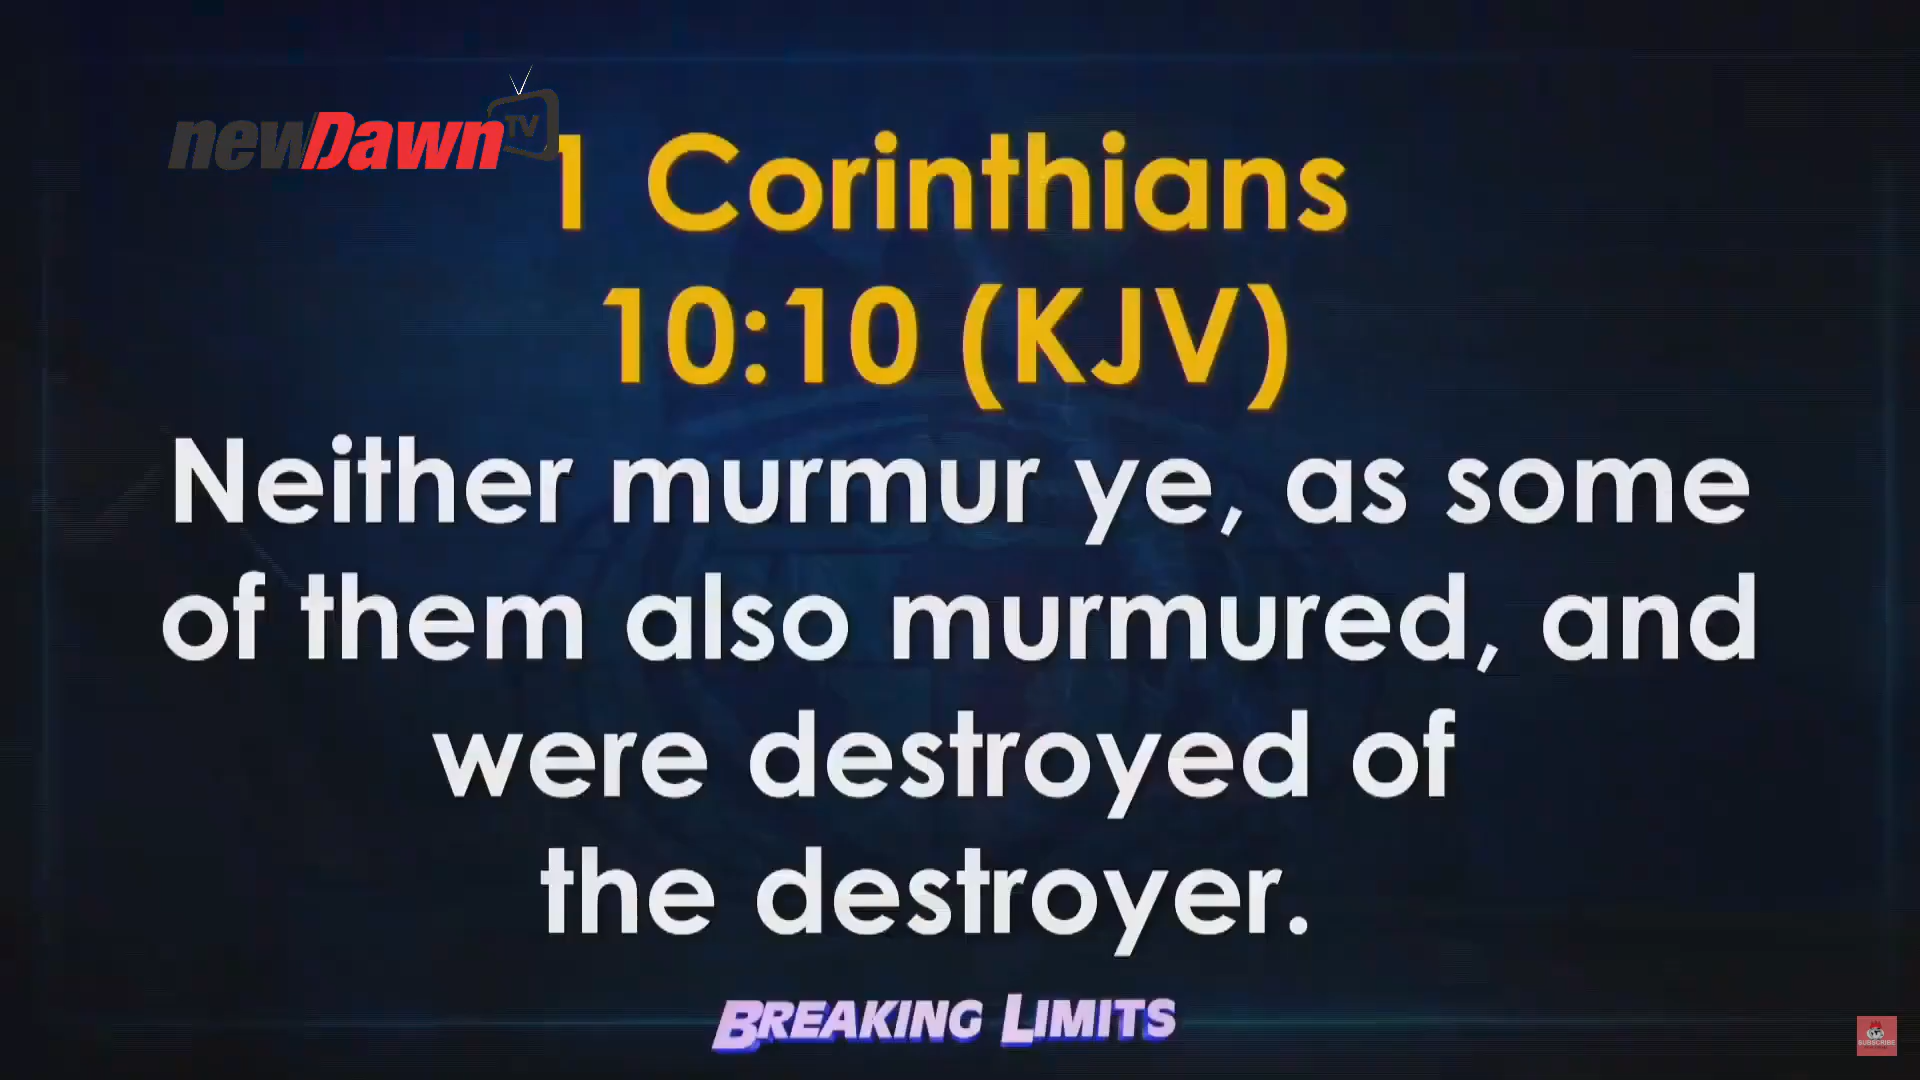 newDawn TV
1 Corinthians
10:10 (KJV)
Neither murmur ye, as some
of them also murmured, and
were destroyed of
the destroyer.
BREAKING LIMITS
SUBSCRIBE